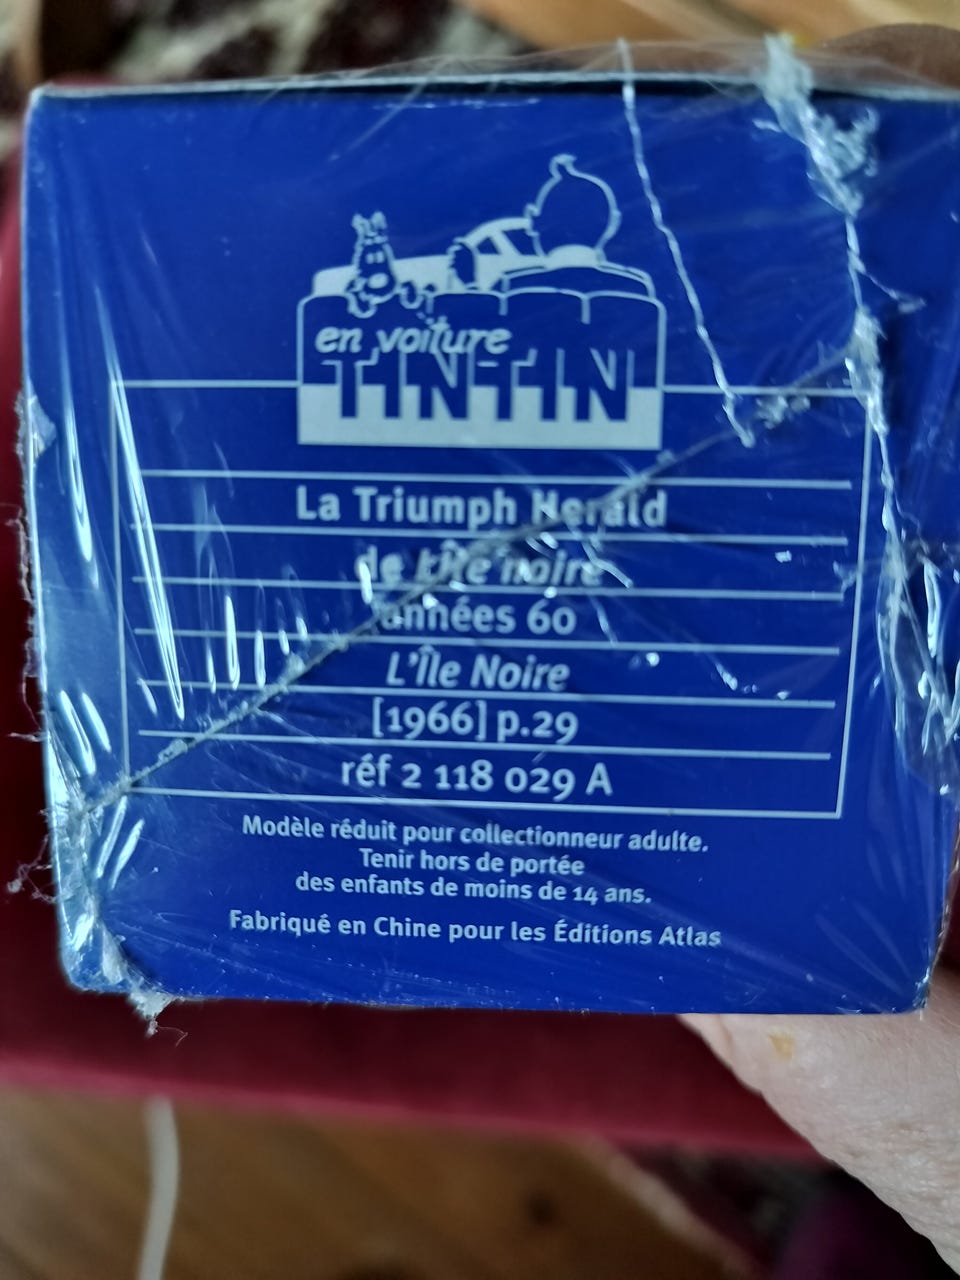 en voiture
TINTIN
La Triumph Herald
de L'Île noire
années 60
L'Île Noire
[1966] p.29
réf 2 118 029 A
Modèle réduit pour collectionneur adulte.
Tenir hors de portée
des enfants de moins de 14 ans.
Fabriqué en Chine pour les Éditions Atlas